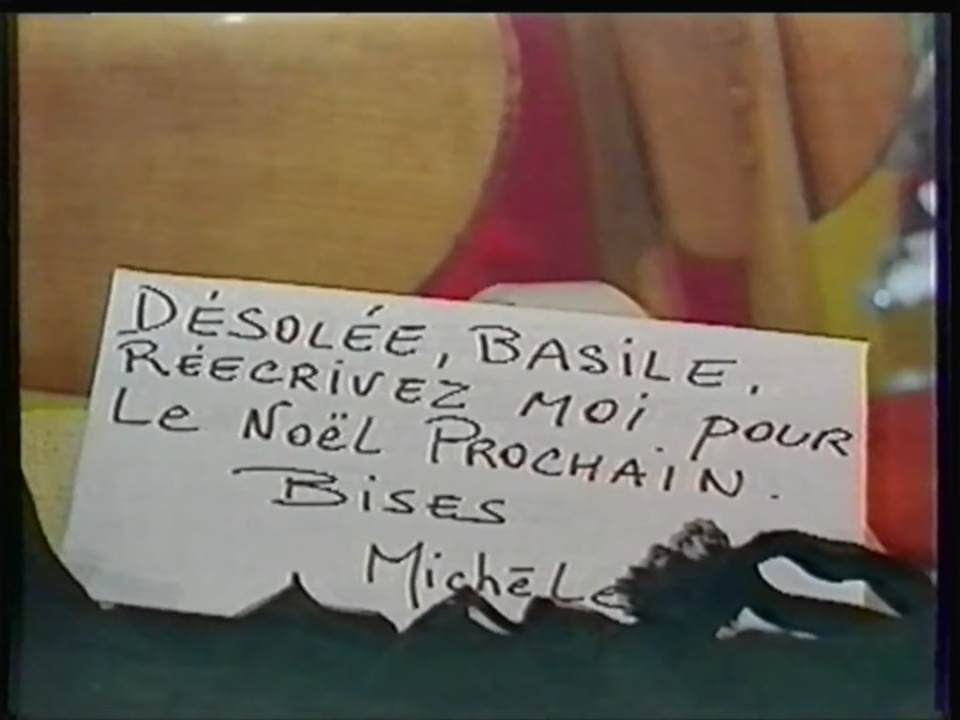 DÉSOLÉE, BASiLE.
RÉECRiVEZ MOi POUR
Le NOëL PROCHAiN.
BiSES
MichèLe